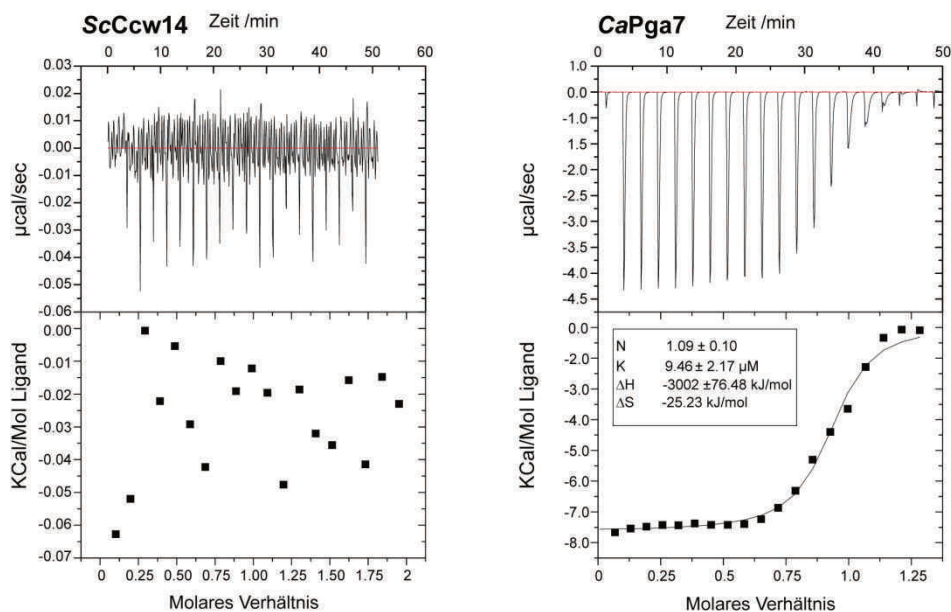 ScCcw14 Zeit /min
0 10 20 30 40 50 60
0.03
0.02
0.01
0.00
-0.01
-0.02
-0.03
-0.04
-0.05
-0.06
µcal/sec
0.00
-0.01
-0.02
-0.03
-0.04
-0.05
-0.06
-0.07
KCal/Mol Ligand
0 0.25 0.50 0.75 1.00 1.25 1.50 1.75 2
Molares Verhältnis
CaPga7 Zeit /min
0 10 20 30 40 50
1.0
0.0
-1.0
-1.5
-2.0
-2.5
-3.0
-3.5
-4.0
-4.5
µcal/sec
0.0
-1.0
-2.0
-3.0
-4.0
-5.0
-6.0
-7.0
-8.0
KCal/Mol Ligand
N 1.09 ± 0.10
K 9.46 ± 2.17 µM
ΔH -3002 ±76.48 kJ/mol
ΔS -25.23 kJ/mol
0 0.25 0.50 0.75 1.0 1.25
Molares Verhältnis